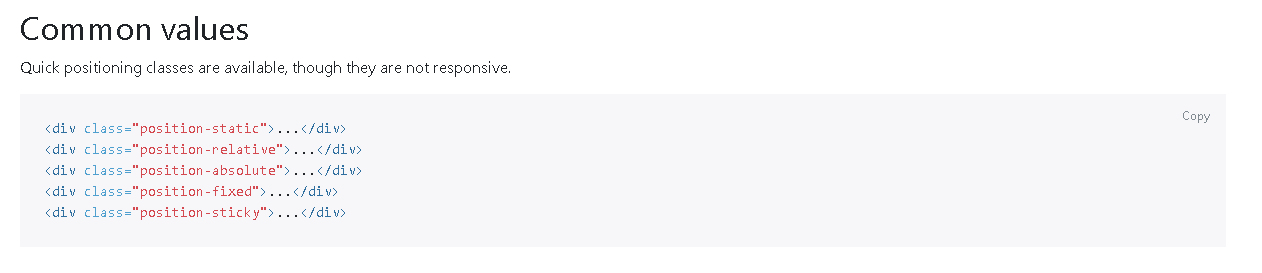 Common values
Quick positioning classes are available, though they are not responsive.
Copy
<div class="position-static">...</div>
<div class="position-relative">...</div>
<div class="position-absolute">...</div>
<div class="position-fixed">...</div>
<div class="position-sticky">...</div>